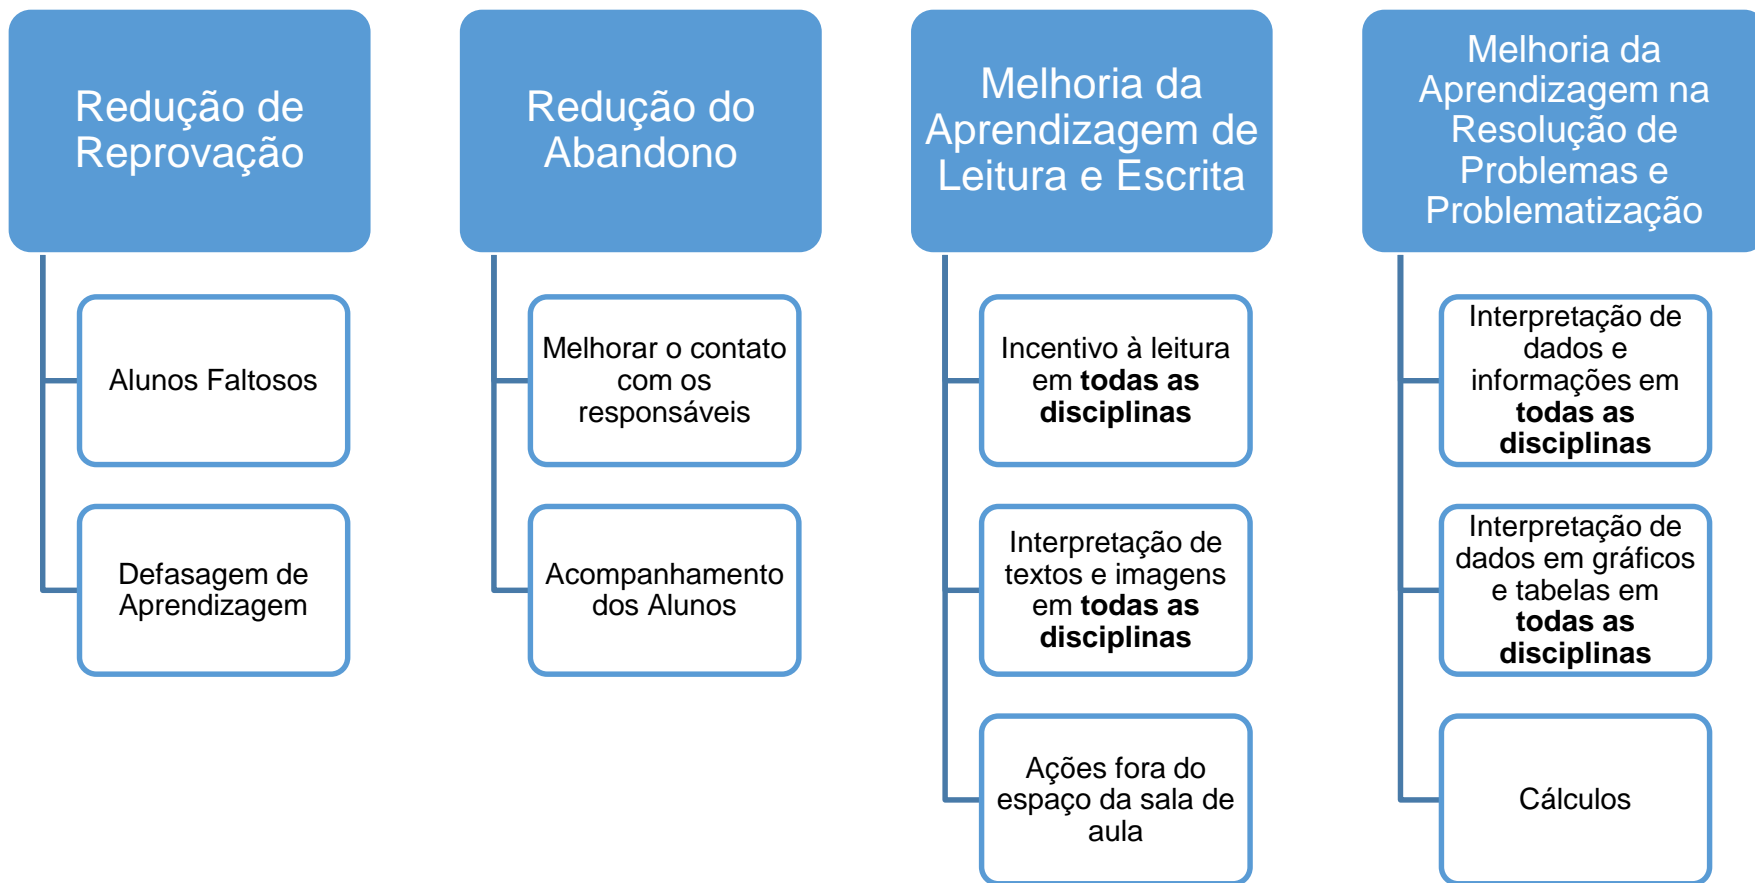 Redução de
Reprovação
Alunos Faltosos
Defasagem de
Aprendizagem
Redução do
Abandono
Melhorar o contato
com os
responsáveis
Acompanhamento
dos Alunos
Melhoria da
Aprendizagem de
Leitura e Escrita
Incentivo à leitura
em todas as
disciplinas
Interpretação de
textos e imagens
em todas as
disciplinas
Ações fora do
espaço da sala de
aula
Melhoria da
Aprendizagem na
Resolução de
Problemas e
Problematização
Interpretação de
dados e
informações em
todas as
disciplinas
Interpretação de
dados em gráficos
e tabelas em
todas as
disciplinas
Cálculos